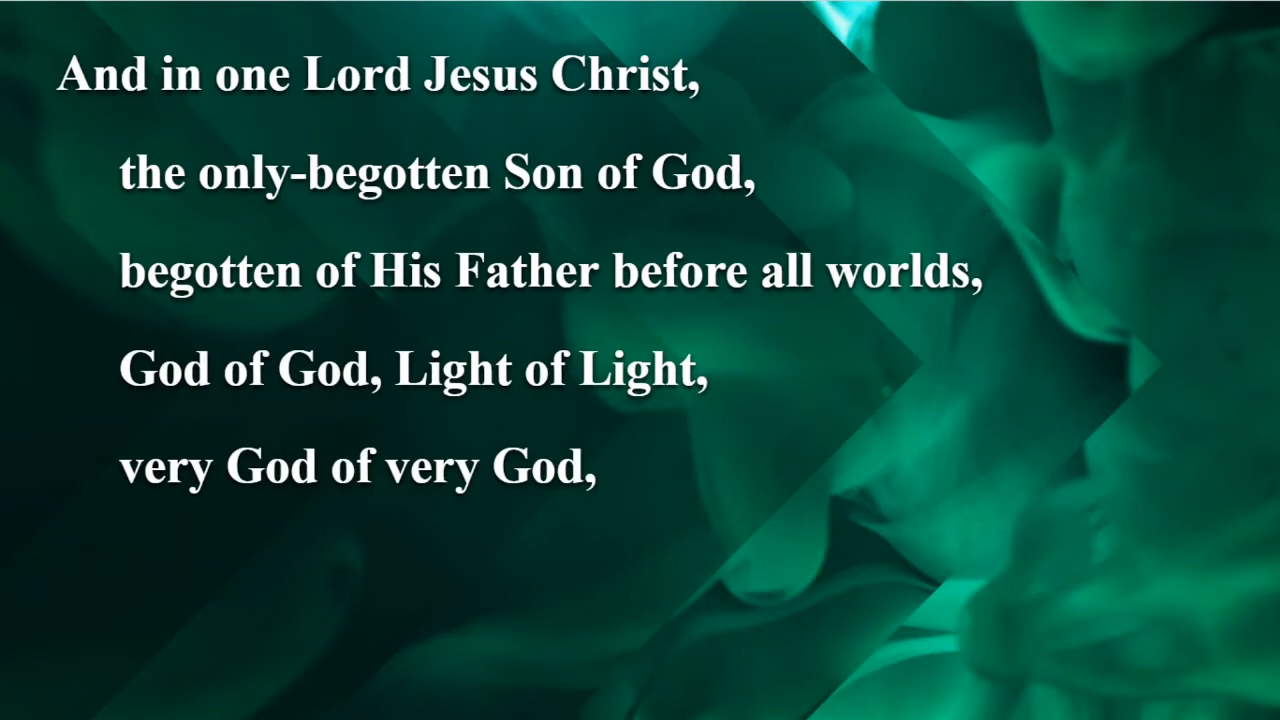 And in one Lord Jesus Christ,
the only-begotten Son of God,
begotten of His Father before all worlds,
God of God, Light of Light,
very God of very God,